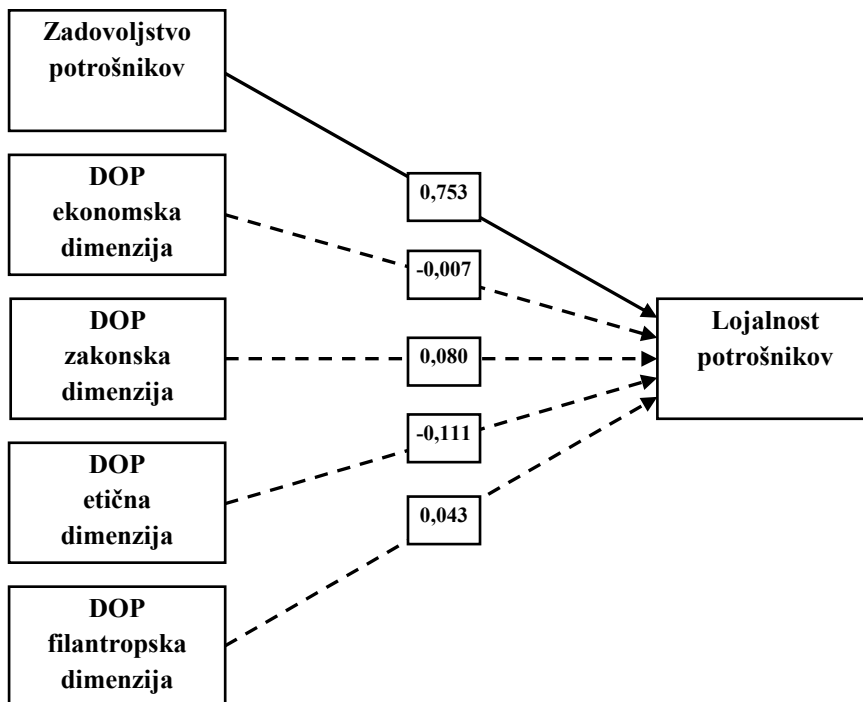 Zadovoljstvo
potrošnikov
DOP
ekonomska
dimenzija
DOP
zakonska
dimenzija
DOP
etična
dimenzija
DOP
filantropska
dimenzija
0,753
-0,007
0,080
-0,111
0,043
Lojalnost
potrošnikov